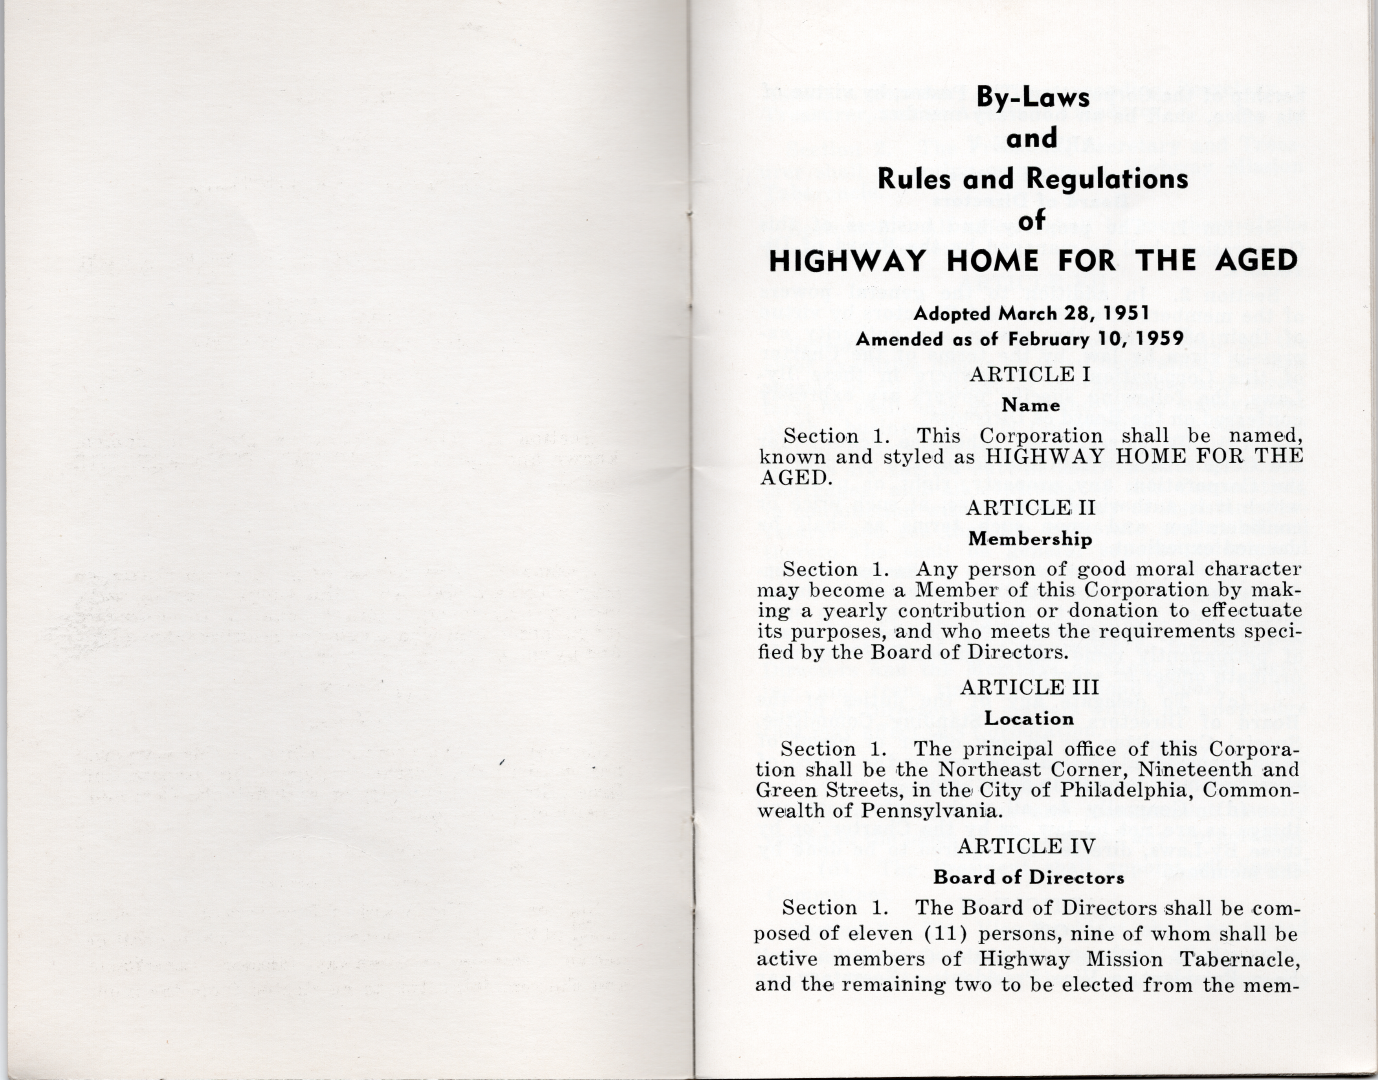 By-Laws
and
Rules and Regulations
of
HIGHWAY HOME FOR THE AGED
Adopted March 28, 1951
Amended as of February 10, 1959
ARTICLE I
Name
Section 1. This Corporation shall be named,
known and styled as HIGHWAY HOME FOR THE
AGED.
ARTICLE II
Membership
Section 1. Any person of good moral character
may become a Member of this Corporation by mak-
ing a yearly contribution or donation to effectuate
its purposes, and who meets the requirements speci-
fied by the Board of Directors.
ARTICLE III
Location
Section 1. The principal office of this Corpora-
tion shall be the Northeast Corner, Nineteenth and
Green Streets, in the City of Philadelphia, Common-
wealth of Pennsylvania.
ARTICLE IV
Board of Directors
Section 1. The Board of Directors shall be com-
posed of eleven (11) persons, nine of whom shall be
active members of Highway Mission Tabernacle,
and the remaining two to be elected from the mem-